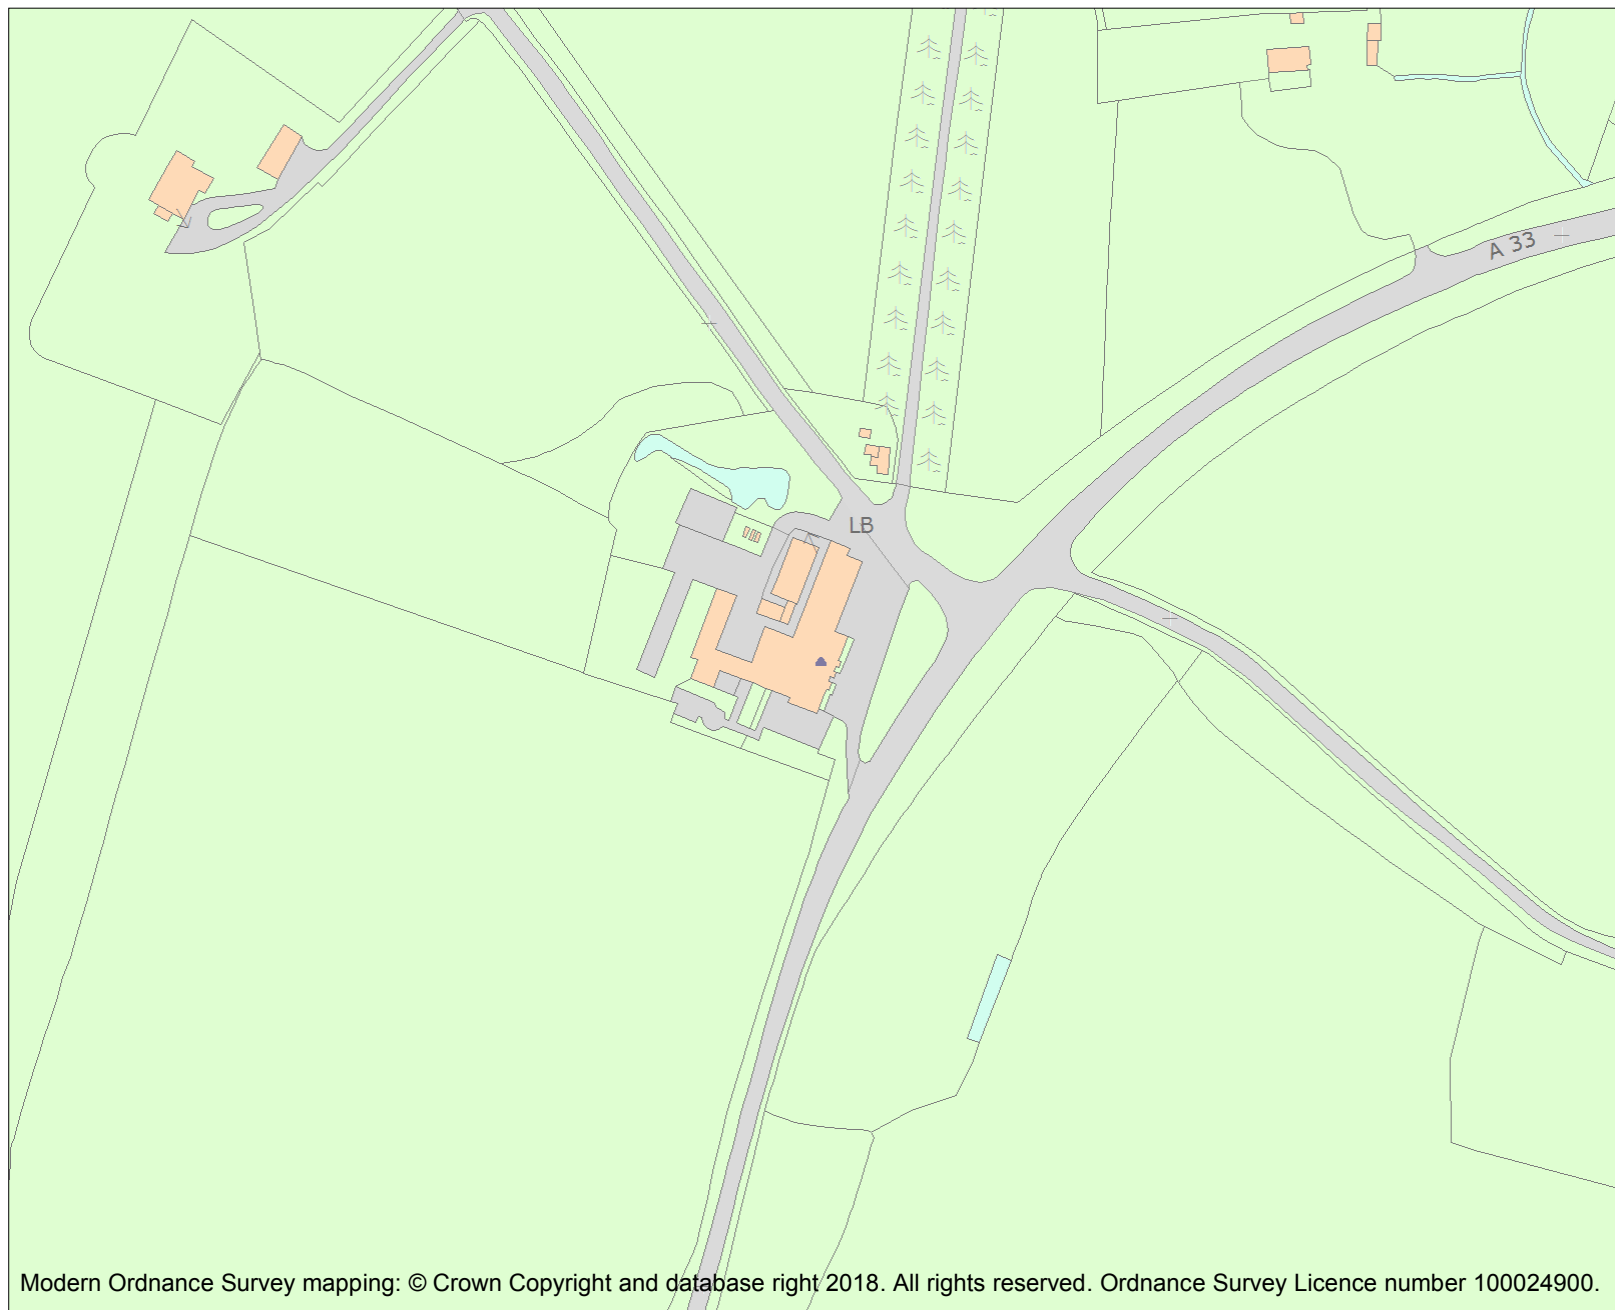 A 33
LB
Modern Ordnance Survey mapping: © Crown Copyright and database right 2018. All rights reserved. Ordnance Survey Licence number 100024900.